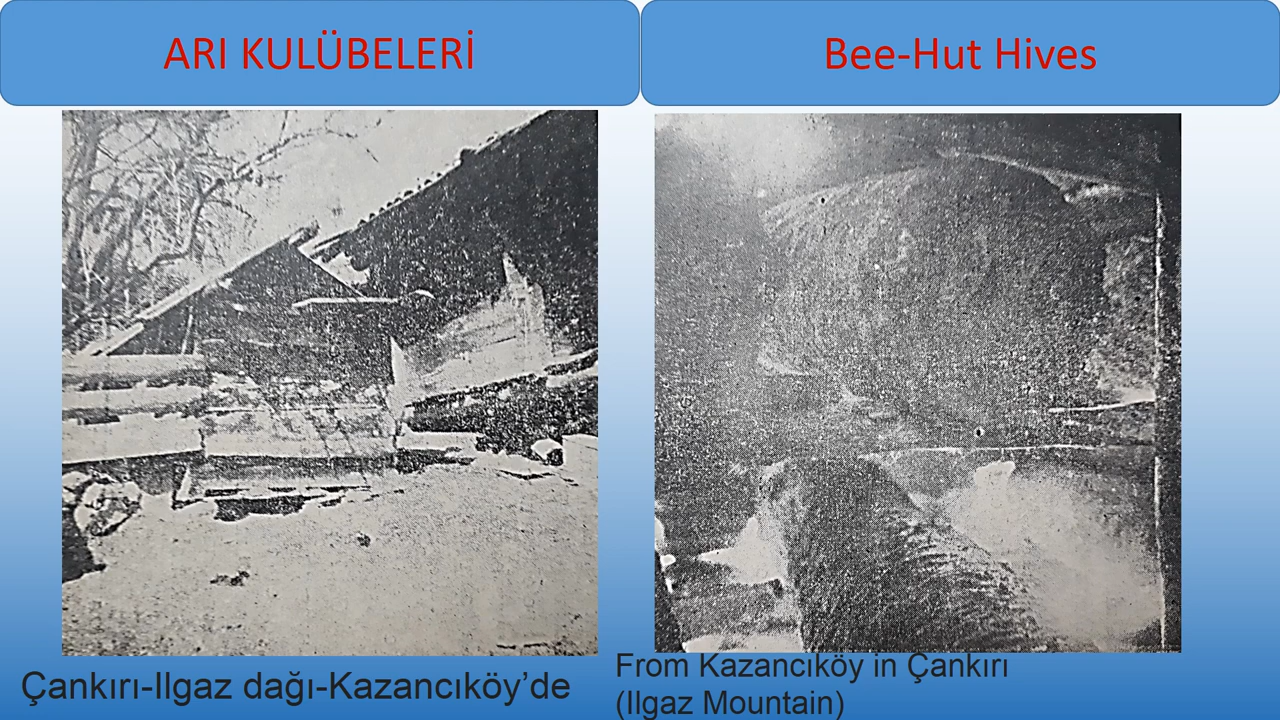 ARI KULÜBELERİ
Bee-Hut Hives
Çankırı-Ilgaz dağı-Kazancıköy’de
From Kazancıköy in Çankırı
(Ilgaz Mountain)